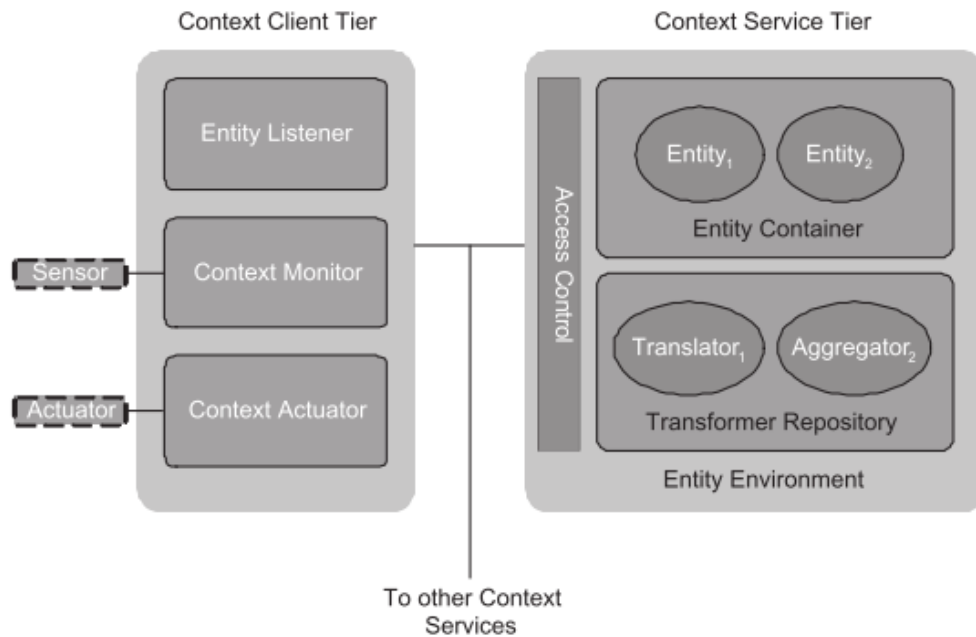 Context Client Tier
Context Service Tier
Entity Listener
Sensor
Context Monitor
Actuator
Context Actuator
Access Control
Entity₁
Entity₂
Entity Container
Translator₁
Aggregator₂
Transformer Repository
Entity Environment
To other Context
Services